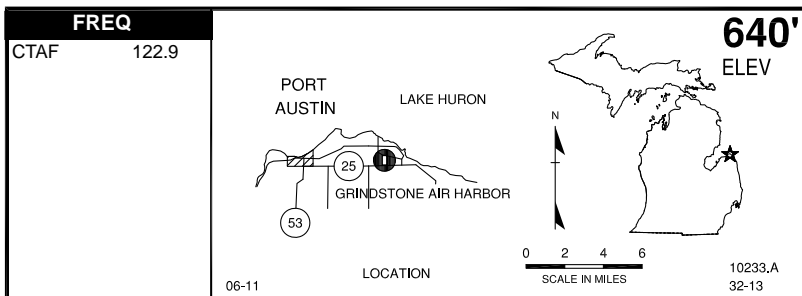 FREQ
CTAF 122.9
640'
ELEV
PORT
AUSTIN
LAKE HURON
N
25
GRINDSTONE AIR HARBOR
53
0 2 4 6
SCALE IN MILES
LOCATION
06-11
10233.A
32-13